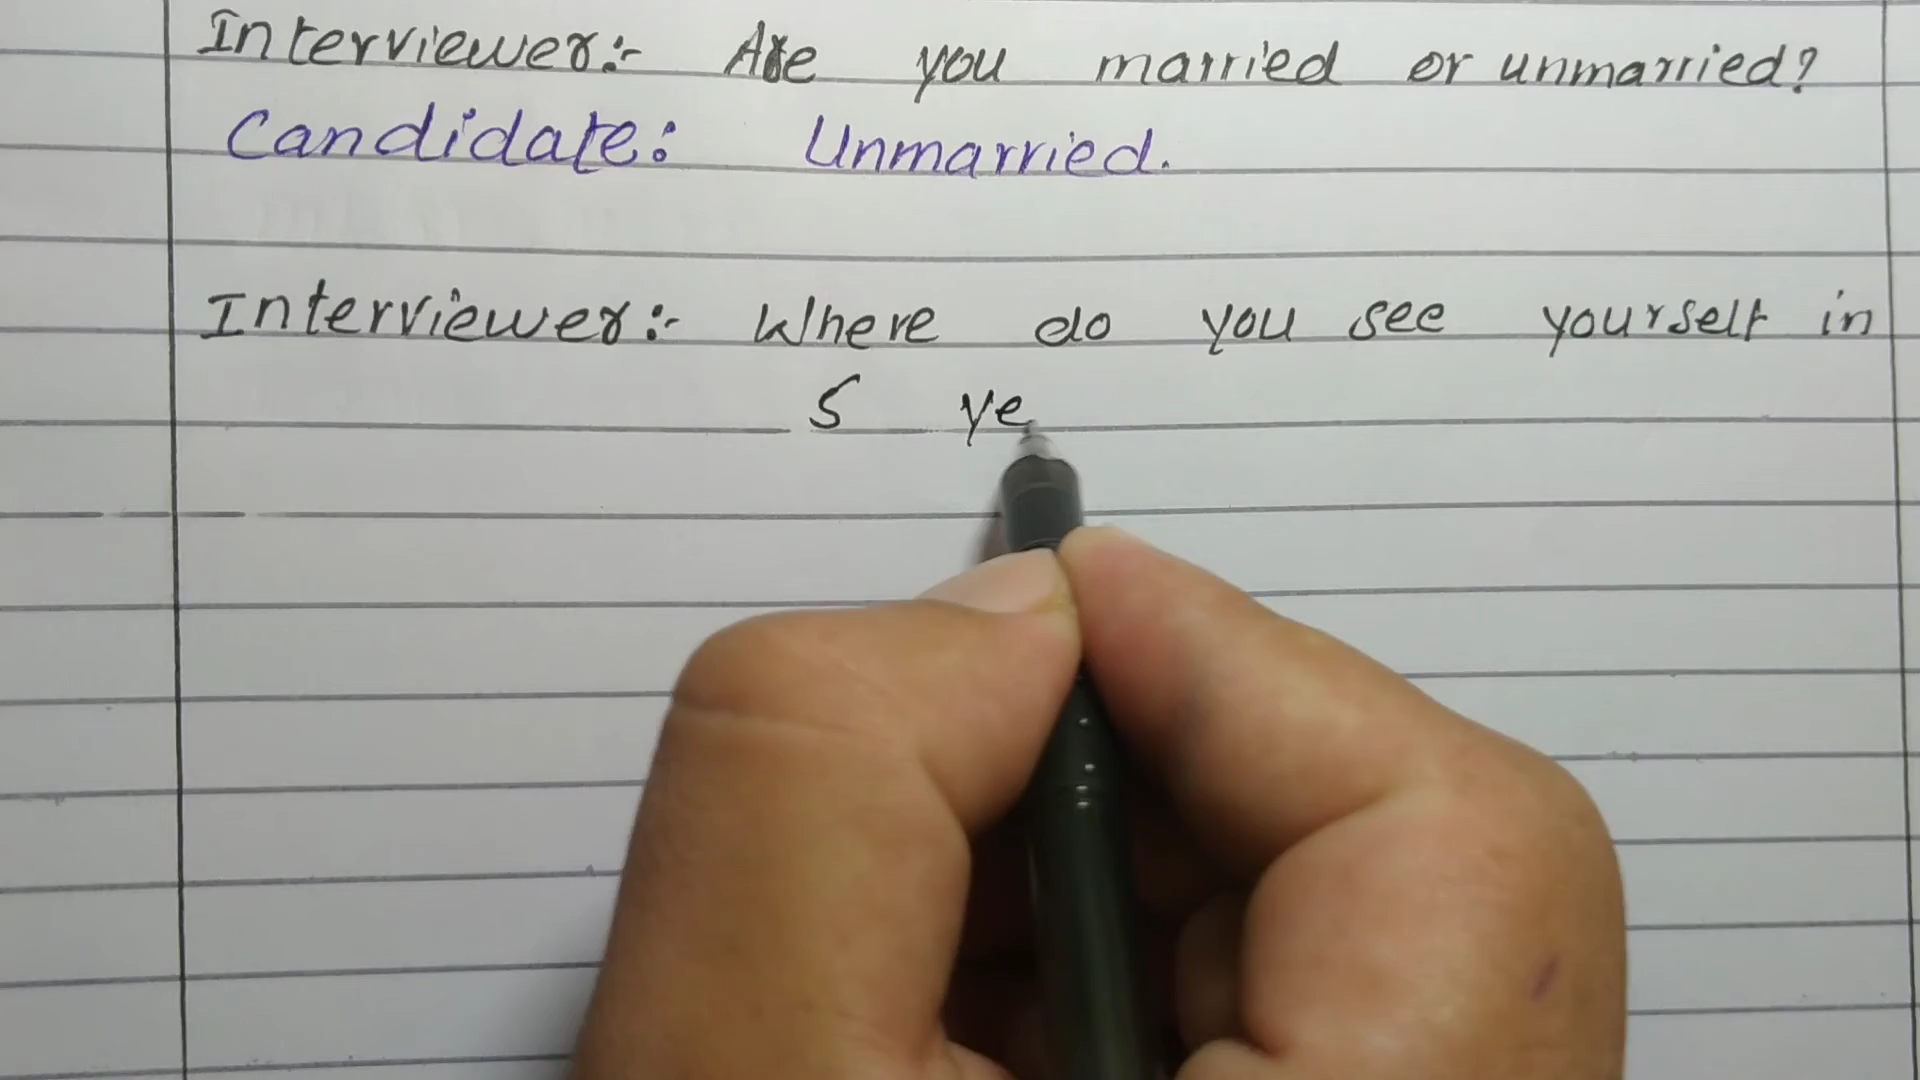 Interviewer:- Are you married or unmarried?
Candidate: Unmarried.
Interviewer:- Where do you see yourself in
5 ye